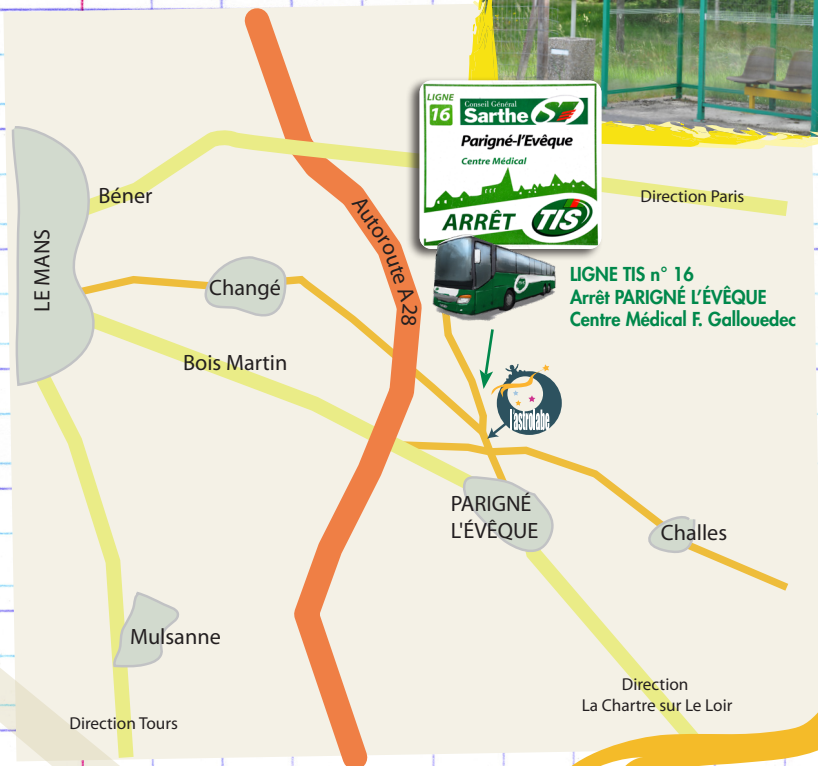 LIGNE
16
Conseil Général
Sarthe
Parigné-l'Evêque
Centre Médical
ARRÊT TIS
Béner
Direction Paris
LE MANS
Autoroute A28
Changé
LIGNE TIS n° 16
Arrêt PARIGNÉ L'ÉVÊQUE
Centre Médical F. Gallouedec
Bois Martin
l'astrolabe
PARIGNÉ
L'ÉVÊQUE
Challes
Mulsanne
Direction
La Chartre sur Le Loir
Direction Tours